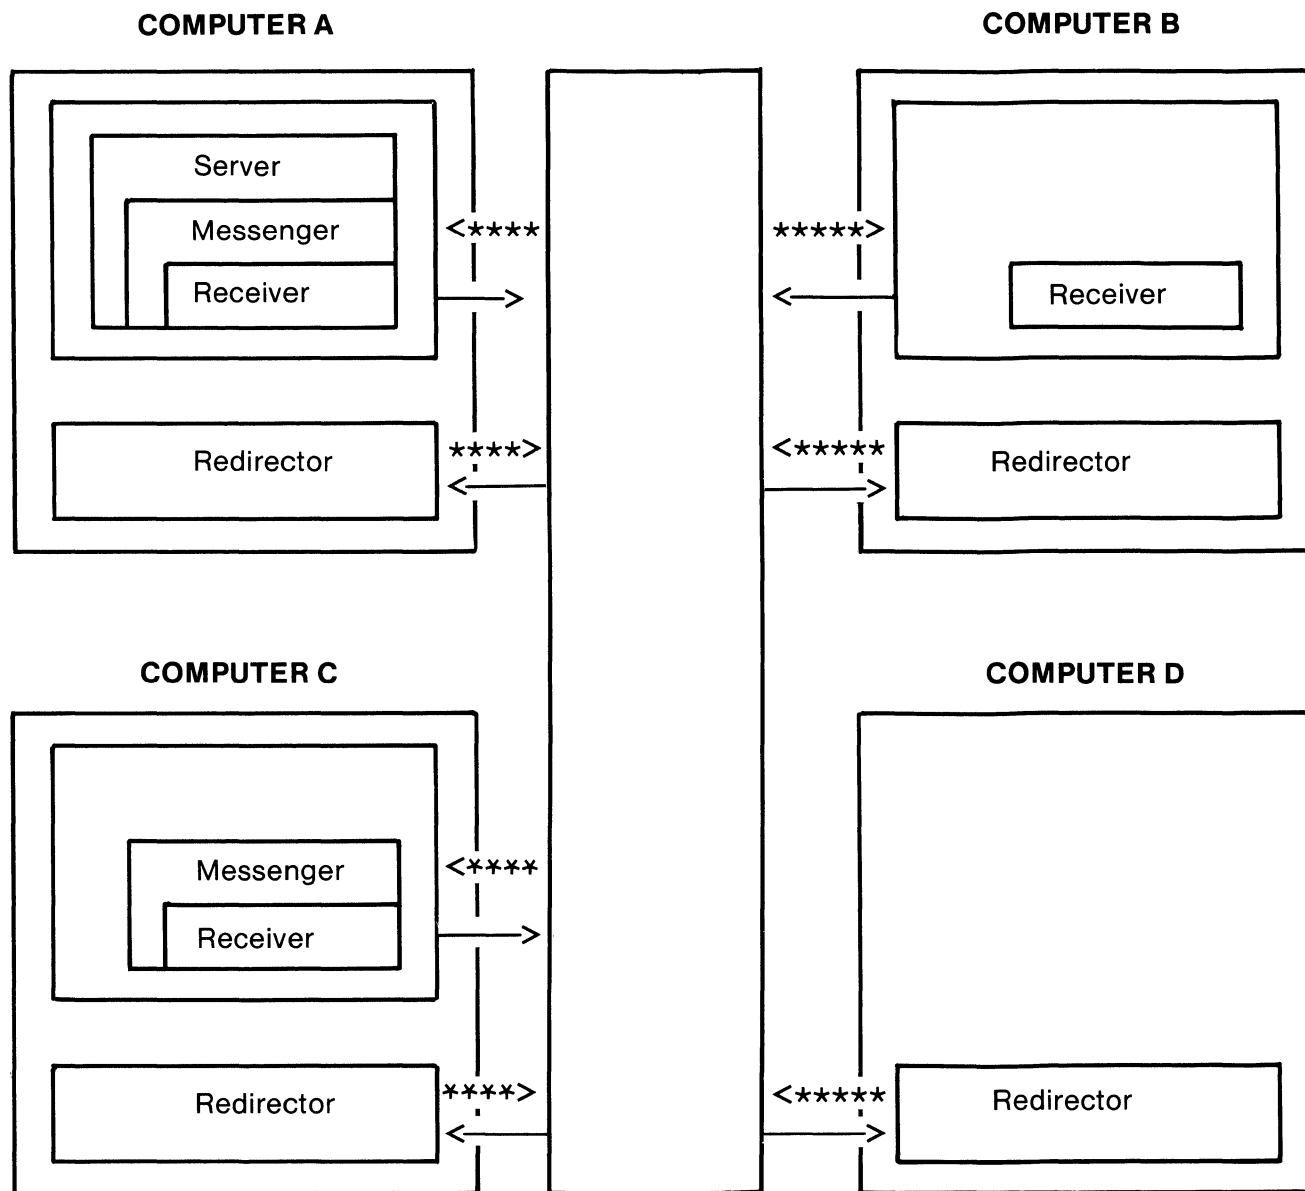 COMPUTER A
COMPUTER B
Server
Messenger
<****
*****>
Receiver
Receiver
Redirector
****>
<*****
Redirector
COMPUTER C
COMPUTER D
Messenger
<****
Receiver
Redirector
****>
<*****
Redirector